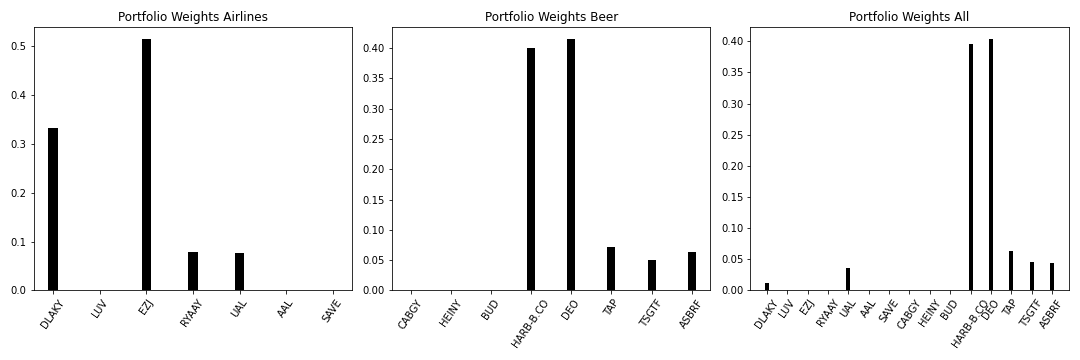 Portfolio Weights Airlines
0.5
0.4
0.3
0.2
0.1
0.0
DLAKY
LUV
EZJ
RYAAY
UAL
AAL
SAVE
Portfolio Weights Beer
0.40
0.35
0.30
0.25
0.20
0.15
0.10
0.05
0.00
CABGY
HEINY
BUD
HARB-B.CO
DEO
TAP
TSGTF
ASBRF
Portfolio Weights All
0.40
0.35
0.30
0.25
0.20
0.15
0.10
0.05
0.00
DLAKY
LUV
EZJ
RYAAY
UAL
AAL
SAVE
CABGY
HEINY
BUD
HARB-B.CO
DEO
TAP
TSGTF
ASBRF